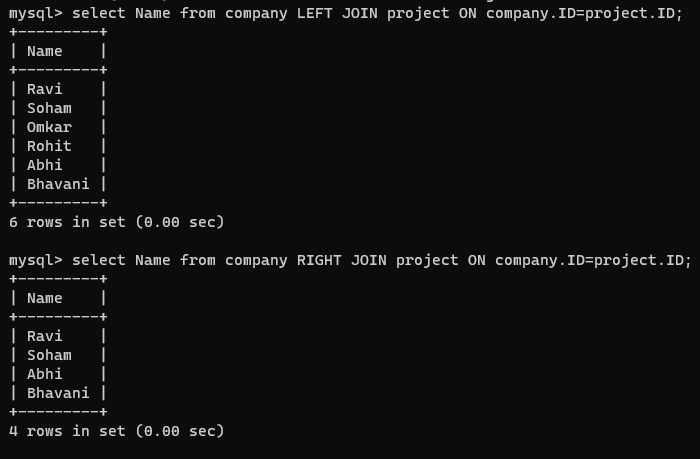 mysql> select Name from company LEFT JOIN project ON company.ID=project.ID;
+---------+
| Name    |
+---------+
| Ravi    |
| Soham   |
| Omkar   |
| Rohit   |
| Abhi    |
| Bhavani |
+---------+
6 rows in set (0.00 sec)

mysql> select Name from company RIGHT JOIN project ON company.ID=project.ID;
+---------+
| Name    |
+---------+
| Ravi    |
| Soham   |
| Abhi    |
| Bhavani |
+---------+
4 rows in set (0.00 sec)